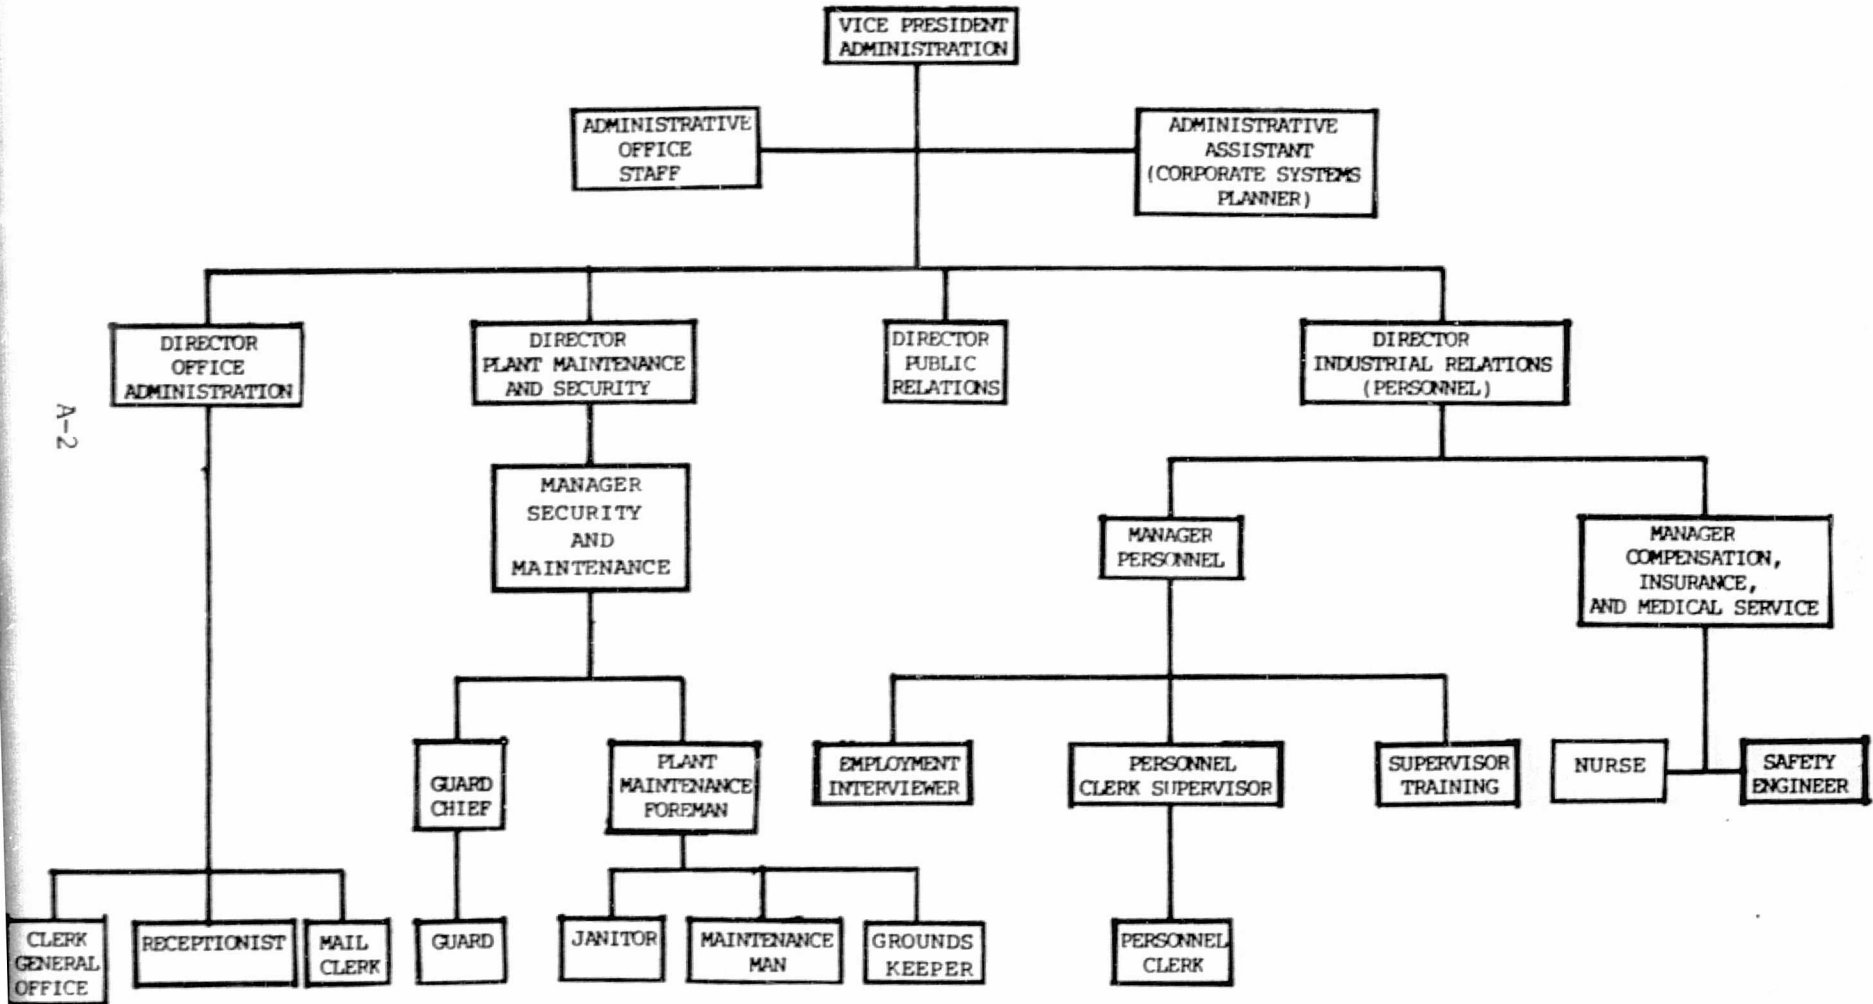 VICE PRESIDENT
ADMINISTRATION
ADMINISTRATIVE
OFFICE
STAFF
ADMINISTRATIVE
ASSISTANT
(CORPORATE SYSTEMS
PLANNER)
DIRECTOR
OFFICE
ADMINISTRATION
DIRECTOR
PLANT MAINTENANCE
AND SECURITY
DIRECTOR
PUBLIC
RELATIONS
DIRECTOR
INDUSTRIAL RELATIONS
(PERSONNEL)
A-2
MANAGER
SECURITY
AND
MAINTENANCE
MANAGER
PERSONNEL
MANAGER
COMPENSATION,
INSURANCE,
AND MEDICAL SERVICE
GUARD
CHIEF
PLANT
MAINTENANCE
FOREMAN
EMPLOYMENT
INTERVIEWER
PERSONNEL
CLERK SUPERVISOR
SUPERVISOR
TRAINING
NURSE
SAFETY
ENGINEER
CLERK
GENERAL
OFFICE
RECEPTIONIST
MAIL
CLERK
GUARD
JANITOR
MAINTENANCE
MAN
GROUNDS
KEEPER
PERSONNEL
CLERK